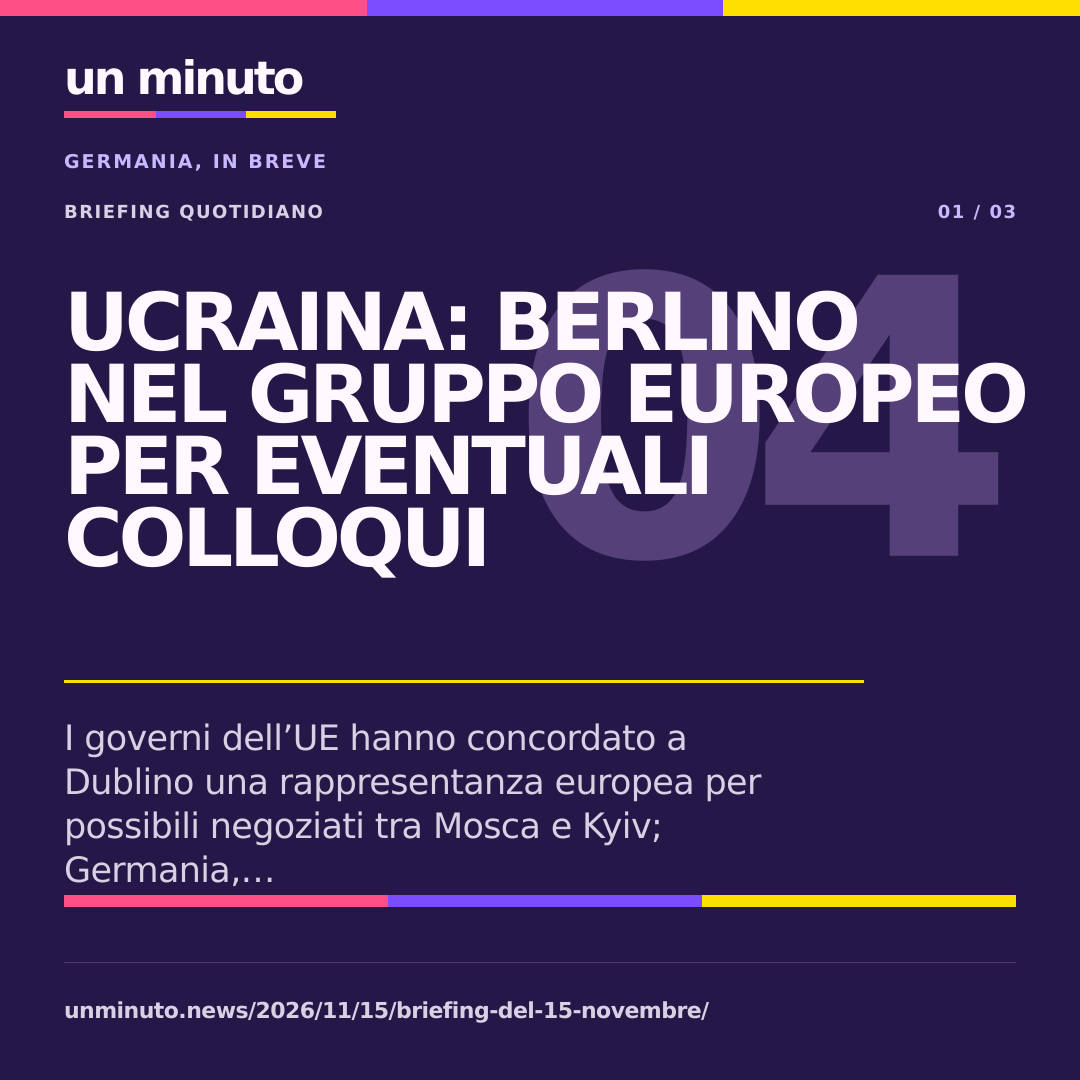 un minuto
GERMANIA, IN BREVE
BRIEFING QUOTIDIANO
01 / 03
04
UCRAINA: BERLINO
NEL GRUPPO EUROPEO
PER EVENTUALI
COLLOQUI
I governi dell’UE hanno concordato a
Dublino una rappresentanza europea per
possibili negoziati tra Mosca e Kyiv;
Germania,…
unminuto.news/2026/11/15/briefing-del-15-novembre/